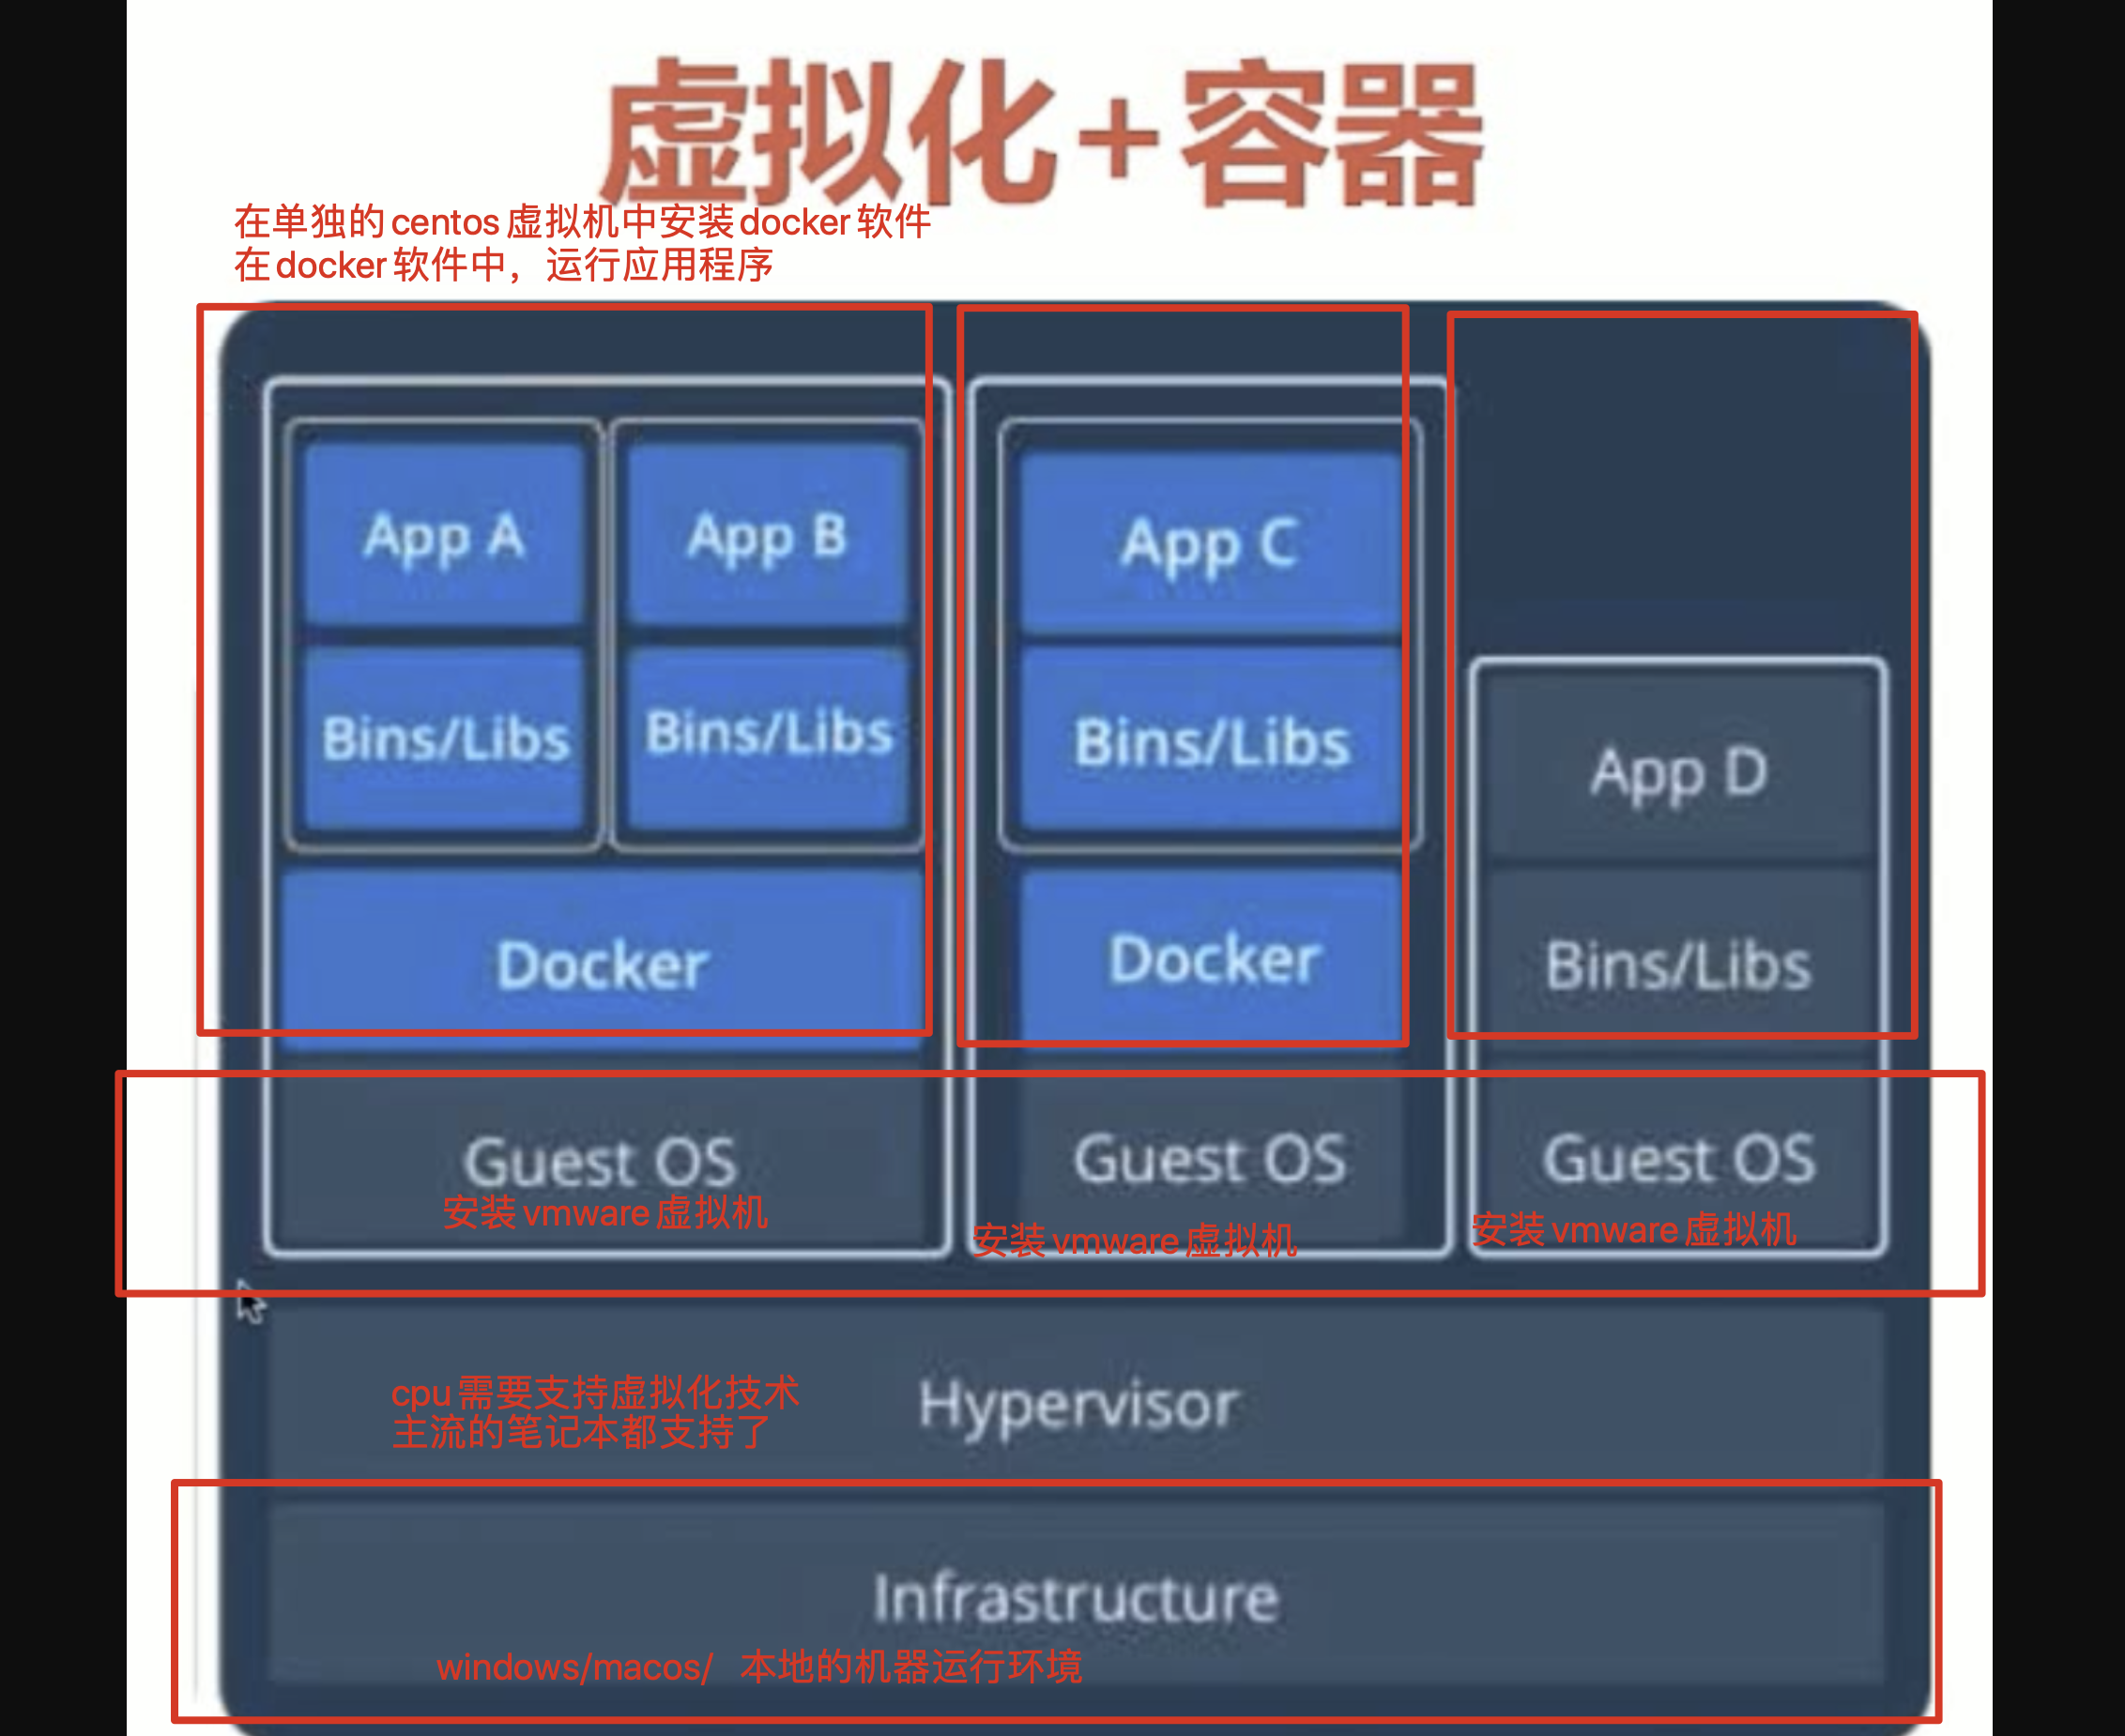 虚拟化+容器
在单独的centos虚拟机中安装docker软件
在docker软件中，运行应用程序
App A
App B
App C
Bins/Libs
Bins/Libs
Bins/Libs
App D
Docker
Docker
Bins/Libs
Guest OS
Guest OS
Guest OS
安装vmware虚拟机
安装vmware虚拟机
安装vmware虚拟机
cpu需要支持虚拟化技术
主流的笔记本都支持了
Hypervisor
Infrastructure
windows/macos/ 本地的机器运行环境